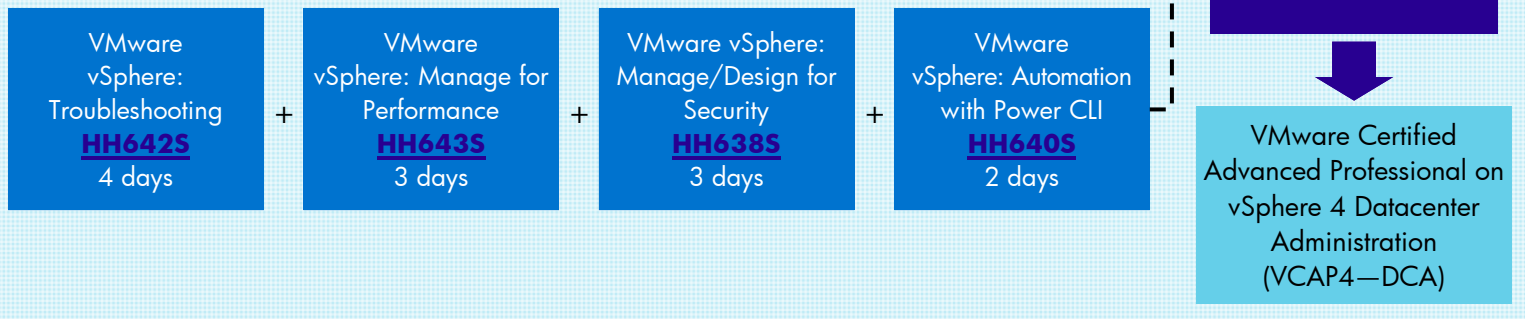 VMware
vSphere:
Troubleshooting
HH642S
4 days
+
VMware
vSphere: Manage for
Performance
HH643S
3 days
+
VMware vSphere:
Manage/Design for
Security
HH638S
3 days
+
VMware
vSphere: Automation
with Power CLI
HH640S
2 days
VMware Certified
Advanced Professional on
vSphere 4 Datacenter
Administration
(VCAP4—DCA)